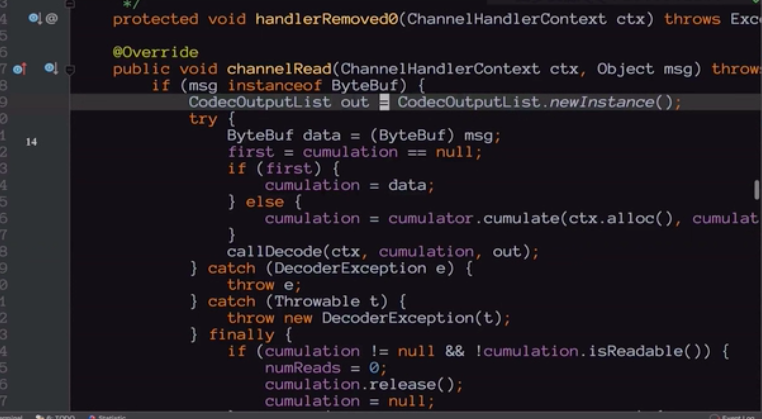 */
protected void handlerRemoved0(ChannelHandlerContext ctx) throws Exc
@Override
public void channelRead(ChannelHandlerContext ctx, Object msg) throw
if (msg instanceof ByteBuf) {
CodecOutputList out = CodecOutputList.newInstance();
try {
ByteBuf data = (ByteBuf) msg;
14
first = cumulation == null;
if (first) {
cumulation = data;
} else {
cumulation = cumulator.cumulate(ctx.alloc(), cumulat
}
callDecode(ctx, cumulation, out);
} catch (DecoderException e) {
throw e;
} catch (Throwable t) {
throw new DecoderException(t);
} finally {
if (cumulation != null && !cumulation.isReadable()) {
numReads = 0;
cumulation.release();
cumulation = null;